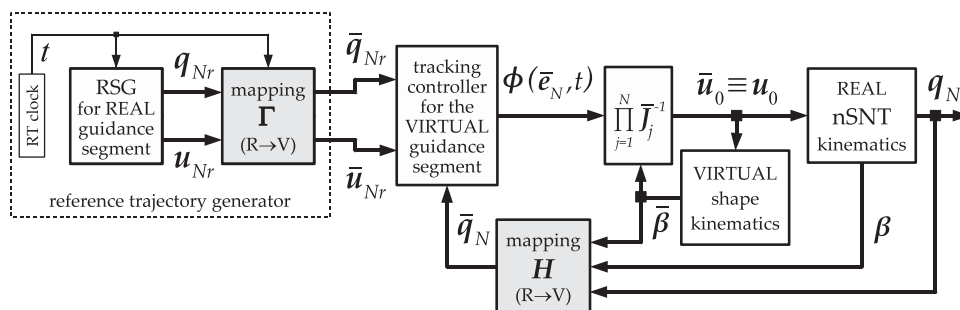 t
RT clock
RSG
for REAL
guidance
segment
q_Nr
u_Nr
mapping
Γ
(R→V)
reference trajectory generator
q̄_Nr
ū_Nr
tracking
controller
for the
VIRTUAL
guidance
segment
ϕ(ē_N,t)
∏_{j=1}^{N} J̄_j^{-1}
ū_0≡u_0
REAL
nSNT
kinematics
q_N
VIRTUAL
shape
kinematics
β̄
β
q̄_N
mapping
H
(R→V)